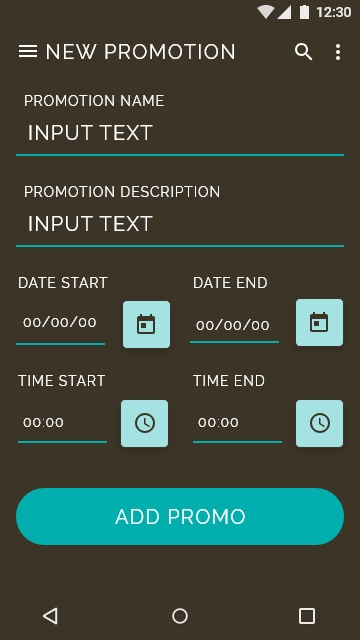 12:30
NEW PROMOTION
PROMOTION NAME
INPUT TEXT
PROMOTION DESCRIPTION
INPUT TEXT
DATE START
DATE END
00/00/00
00/00/00
TIME START
TIME END
00:00
00:00
ADD PROMO